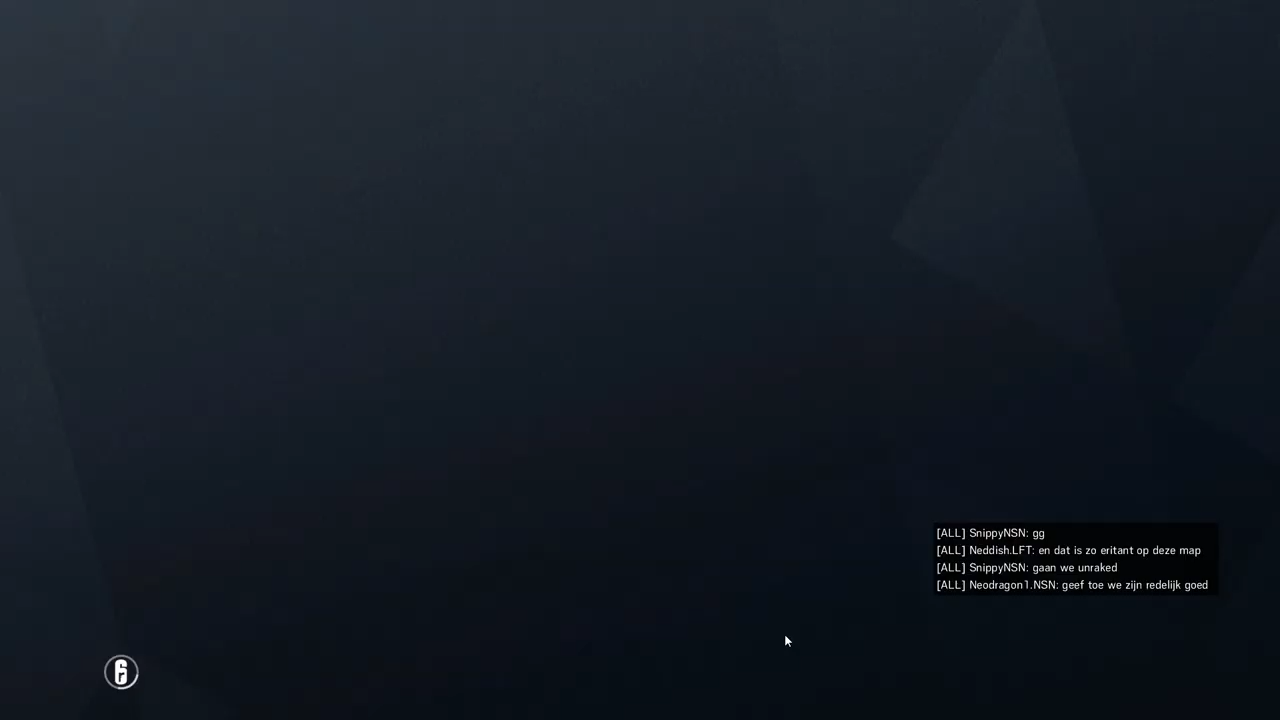 [ALL] SnippyNSN: gg
[ALL] Neddish.LFT: en dat is zo eritant op deze map
[ALL] SnippyNSN: gaan we unraked
[ALL] Neodragon1.NSN: geef toe we zijn redelijk goed
6